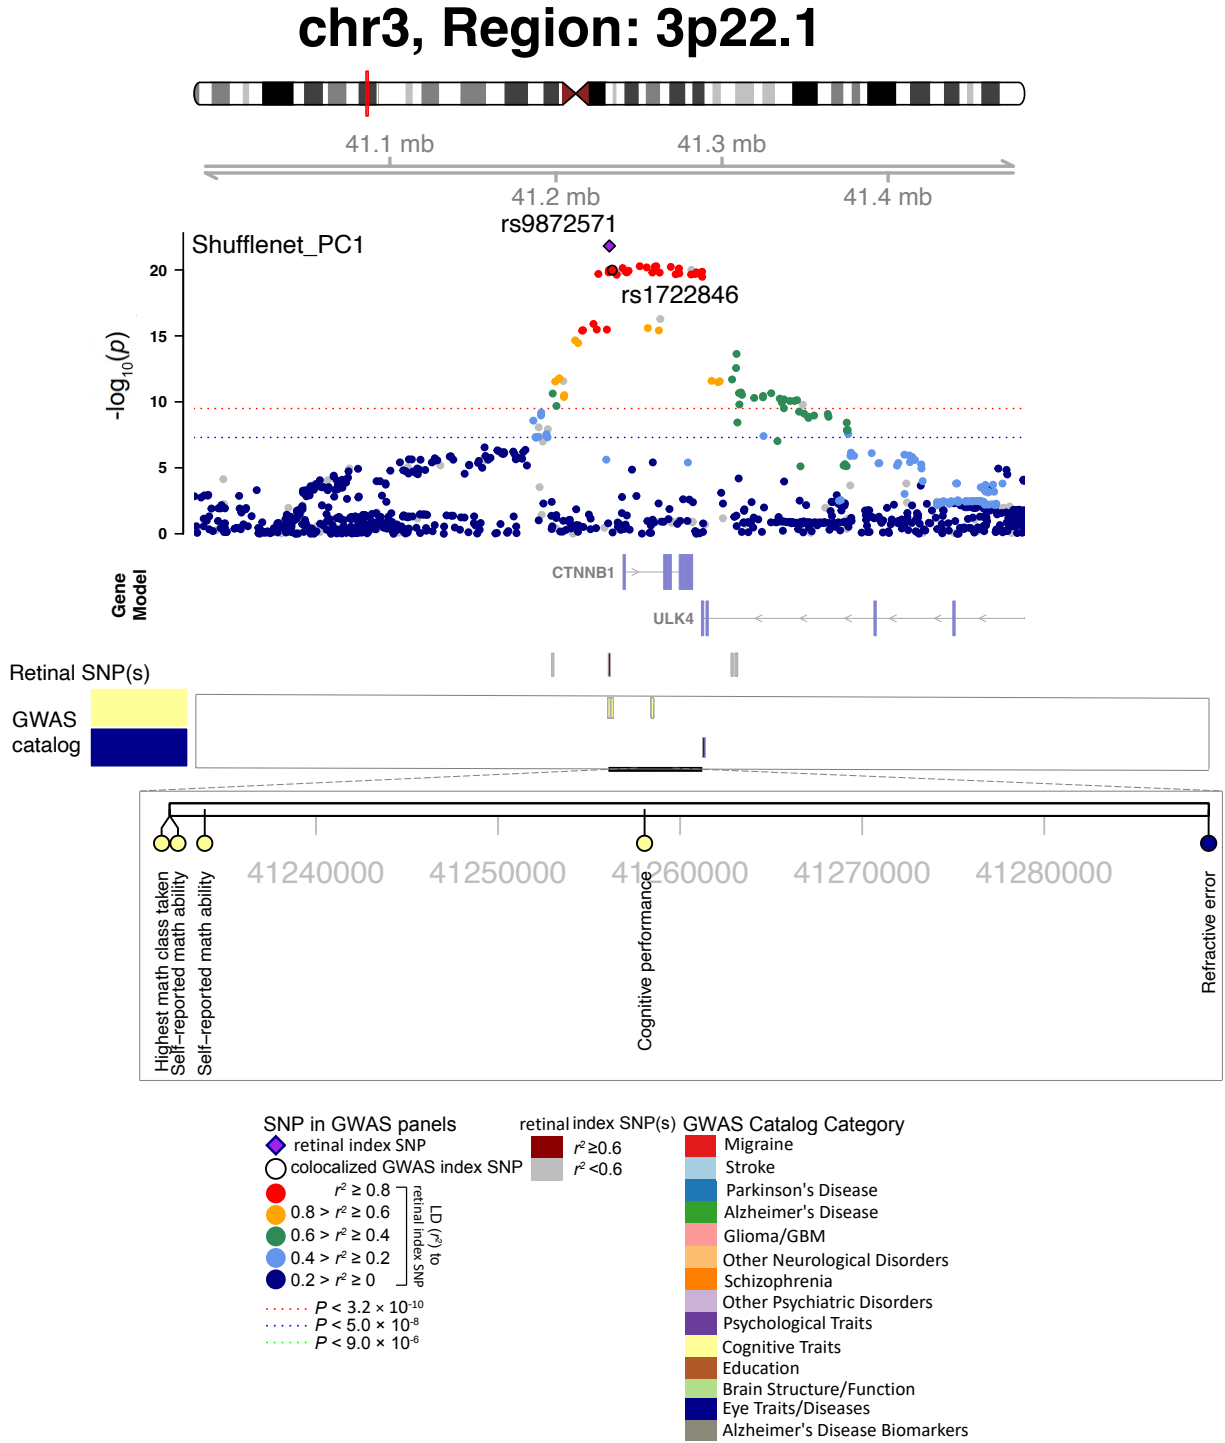 chr3, Region: 3p22.1
41.1 mb
41.3 mb
41.2 mb
41.4 mb
rs9872571
Shufflenet_PC1
rs1722846
-log10(p)
20
15
10
5
0
Gene
Model
CTNNB1
ULK4
Retinal SNP(s)
GWAS
catalog
41240000
41250000
41260000
41270000
41280000
Highest math class taken
Self-reported math ability
Self-reported math ability
Cognitive performance
Refractive error
SNP in GWAS panels
retinal index SNP
colocalized GWAS index SNP
r² ≥ 0.8
0.8 > r² ≥ 0.6
0.6 > r² ≥ 0.4
0.4 > r² ≥ 0.2
0.2 > r² ≥ 0
LD (r²) to
retinal index SNP
P < 3.2 × 10⁻¹⁰
P < 5.0 × 10⁻⁸
P < 9.0 × 10⁻⁶
retinal index SNP(s)
r² ≥0.6
r² <0.6
GWAS Catalog Category
Migraine
Stroke
Parkinson's Disease
Alzheimer's Disease
Glioma/GBM
Other Neurological Disorders
Schizophrenia
Other Psychiatric Disorders
Psychological Traits
Cognitive Traits
Education
Brain Structure/Function
Eye Traits/Diseases
Alzheimer's Disease Biomarkers